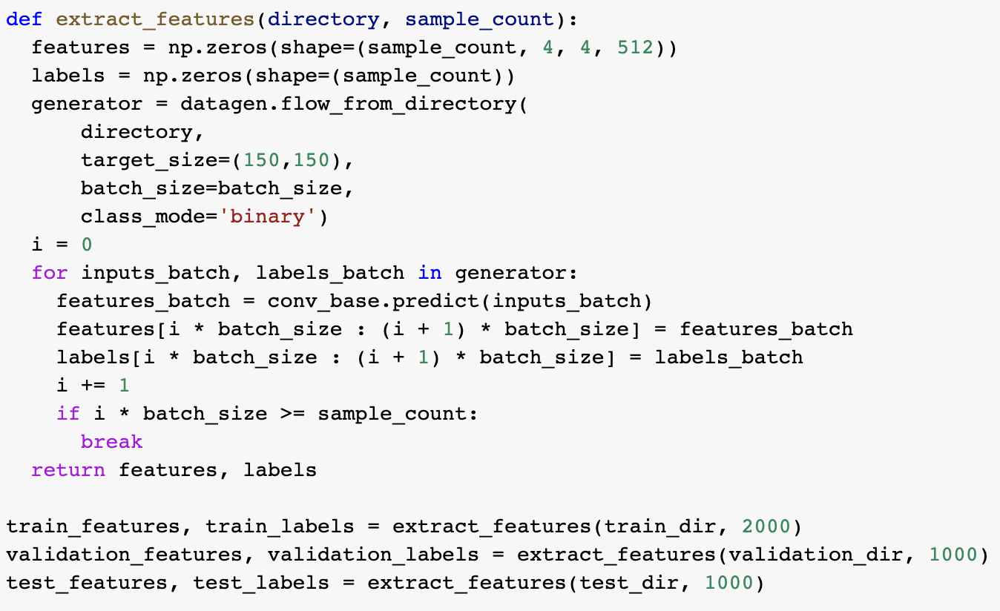 def extract_features(directory, sample_count):
  features = np.zeros(shape=(sample_count, 4, 4, 512))
  labels = np.zeros(shape=(sample_count))
  generator = datagen.flow_from_directory(
      directory,
      target_size=(150,150),
      batch_size=batch_size,
      class_mode='binary')
  i = 0
  for inputs_batch, labels_batch in generator:
    features_batch = conv_base.predict(inputs_batch)
    features[i * batch_size : (i + 1) * batch_size] = features_batch
    labels[i * batch_size : (i + 1) * batch_size] = labels_batch
    i += 1
    if i * batch_size >= sample_count:
      break
  return features, labels

train_features, train_labels = extract_features(train_dir, 2000)
validation_features, validation_labels = extract_features(validation_dir, 1000)
test_features, test_labels = extract_features(test_dir, 1000)